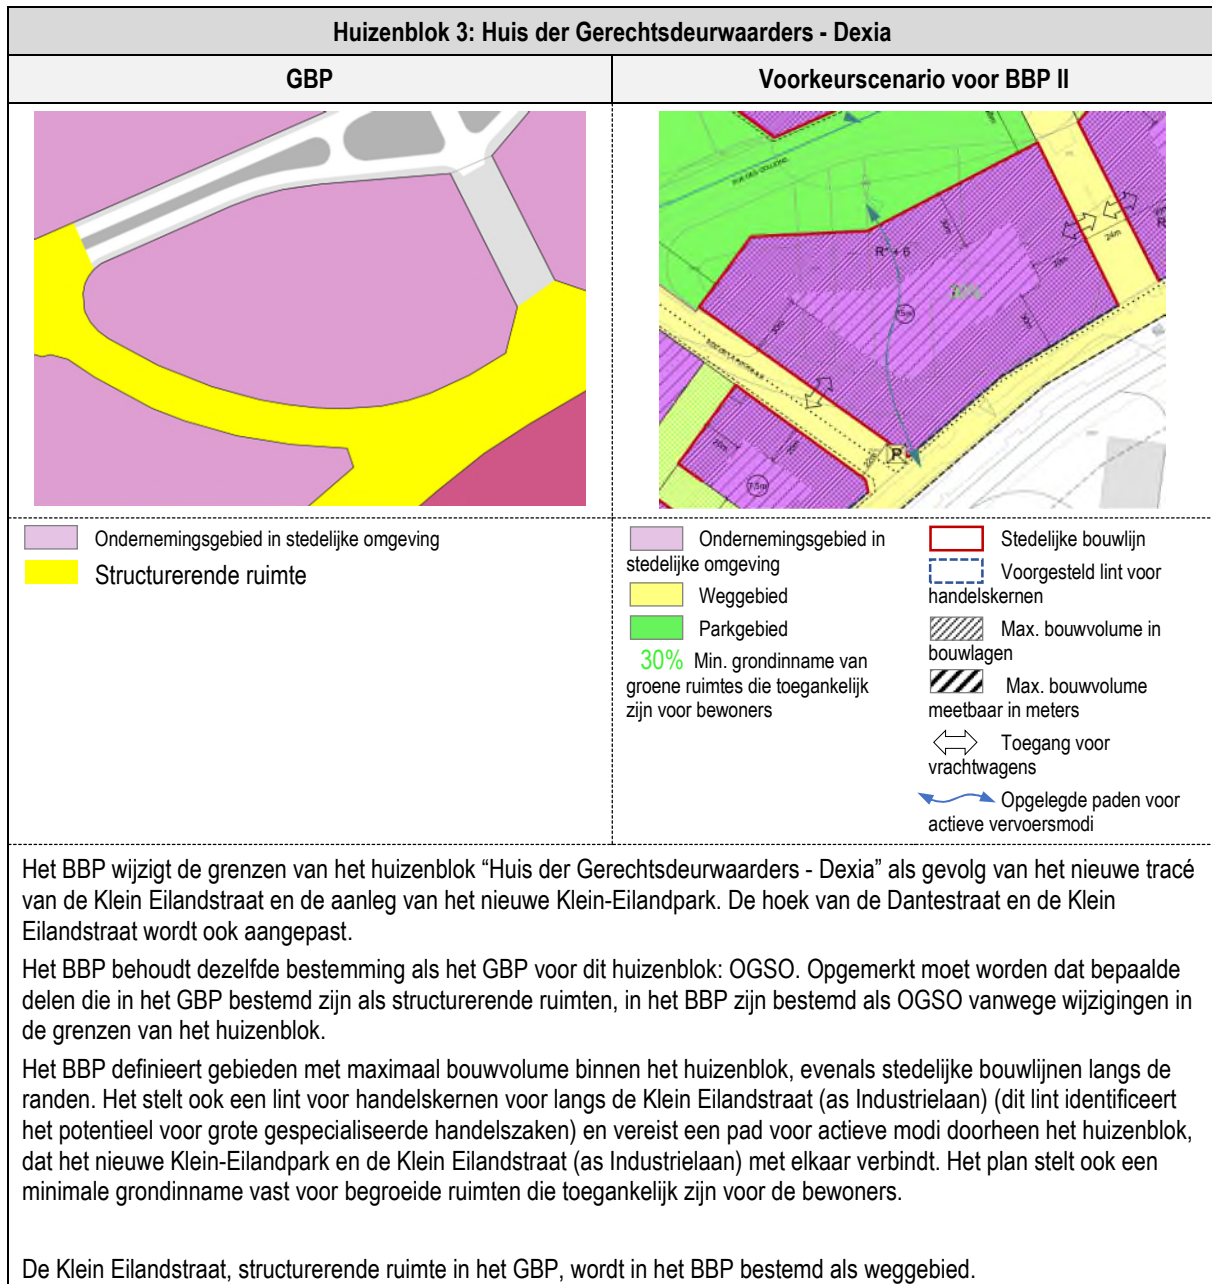 Huizenblok 3: Huis der Gerechtsdeurwaarders - Dexia
GBP
Voorkeurscenario voor BBP II
R* + 6
30m
30m
24m
30%
15m
30m
30m
20m
20m
7.5m
P
Ondernemingsgebied in stedelijke omgeving
Structurerende ruimte
Ondernemingsgebied in
stedelijke omgeving
Weggebied
Parkgebied
30% Min. grondinname van
groene ruimtes die toegankelijk
zijn voor bewoners
Stedelijke bouwlijn
Voorgesteld lint voor
handelskernen
Max. bouwvolume in
bouwlagen
Max. bouwvolume
meetbaar in meters
Toegang voor
vrachtwagens
Opgelegde paden voor
actieve vervoersmodi
Het BBP wijzigt de grenzen van het huizenblok “Huis der Gerechtsdeurwaarders - Dexia” als gevolg van het nieuwe tracé
van de Klein Eilandstraat en de aanleg van het nieuwe Klein-Eilandpark. De hoek van de Dantestraat en de Klein
Eilandstraat wordt ook aangepast.
Het BBP behoudt dezelfde bestemming als het GBP voor dit huizenblok: OGSO. Opgemerkt moet worden dat bepaalde
delen die in het GBP bestemd zijn als structurerende ruimten, in het BBP zijn bestemd als OGSO vanwege wijzigingen in
de grenzen van het huizenblok.
Het BBP definieert gebieden met maximaal bouwvolume binnen het huizenblok, evenals stedelijke bouwlijnen langs de
randen. Het stelt ook een lint voor handelskernen voor langs de Klein Eilandstraat (as Industrielaan) (dit lint identificeert
het potentieel voor grote gespecialiseerde handelszaken) en vereist een pad voor actieve modi doorheen het huizenblok,
dat het nieuwe Klein-Eilandpark en de Klein Eilandstraat (as Industrielaan) met elkaar verbindt. Het plan stelt ook een
minimale grondinname vast voor begroeide ruimten die toegankelijk zijn voor de bewoners.
De Klein Eilandstraat, structurerende ruimte in het GBP, wordt in het BBP bestemd als weggebied.